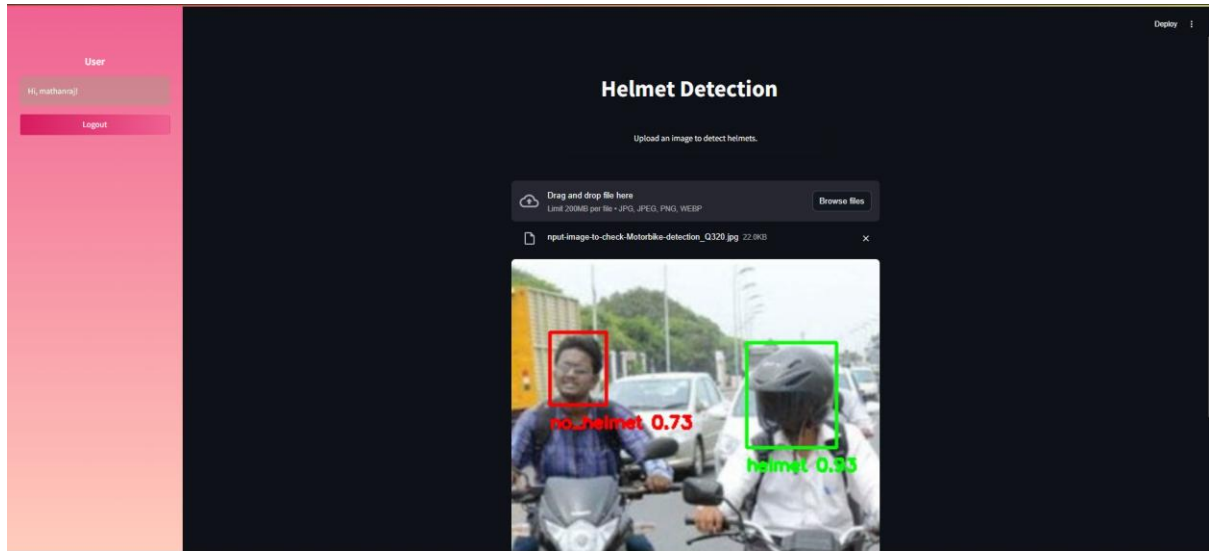 Deploy
User
Hi, mathanraj!
Logout
Helmet Detection
Upload an image to detect helmets.
Drag and drop file here
Limit 200MB per file • JPG, JPEG, PNG, WEBP
Browse files
nput-image-to-check-Motorbike-detection_Q320.jpg 22.0KB
no_helmet 0.73
helmet 0.93